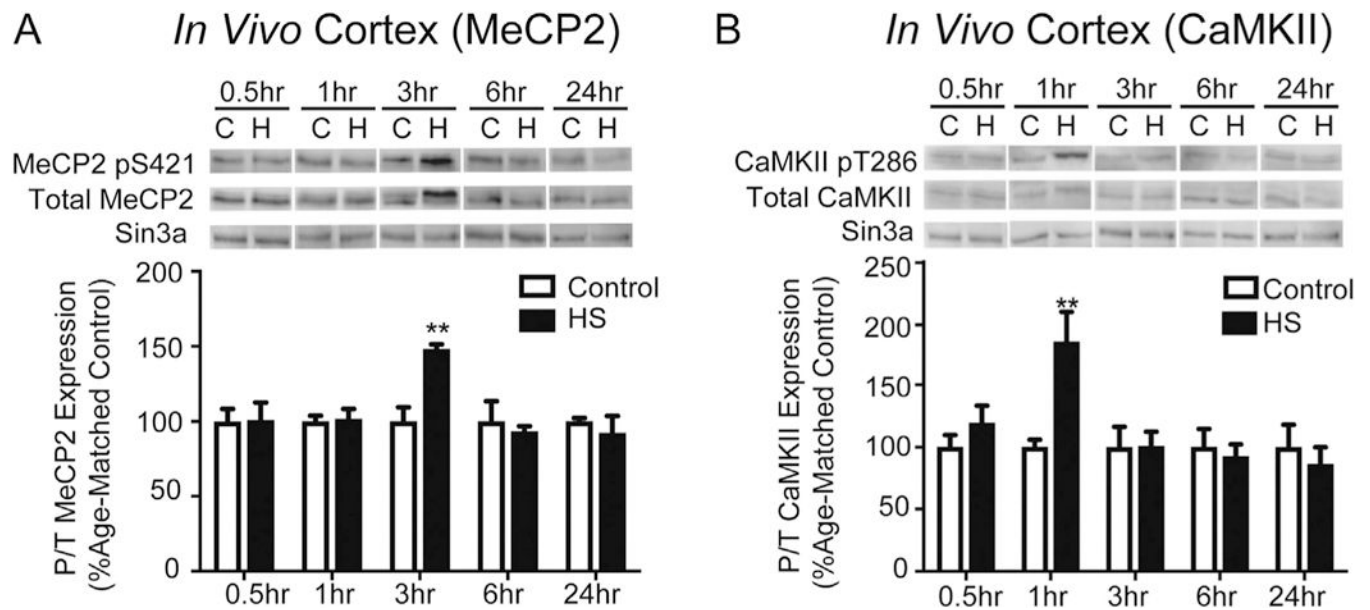 A In Vivo Cortex (MeCP2)
0.5hr 1hr 3hr 6hr 24hr
C H C H C H C H C H
MeCP2 pS421
Total MeCP2
Sin3a
P/T MeCP2 Expression
(%Age-Matched Control)
200
150
100
50
0
Control
HS
**
0.5hr 1hr 3hr 6hr 24hr
B In Vivo Cortex (CaMKII)
0.5hr 1hr 3hr 6hr 24hr
C H C H C H C H C H
CaMKII pT286
Total CaMKII
Sin3a
P/T CaMKII Expression
(%Age-Matched Control)
250
200
150
100
50
0
Control
HS
**
0.5hr 1hr 3hr 6hr 24hr